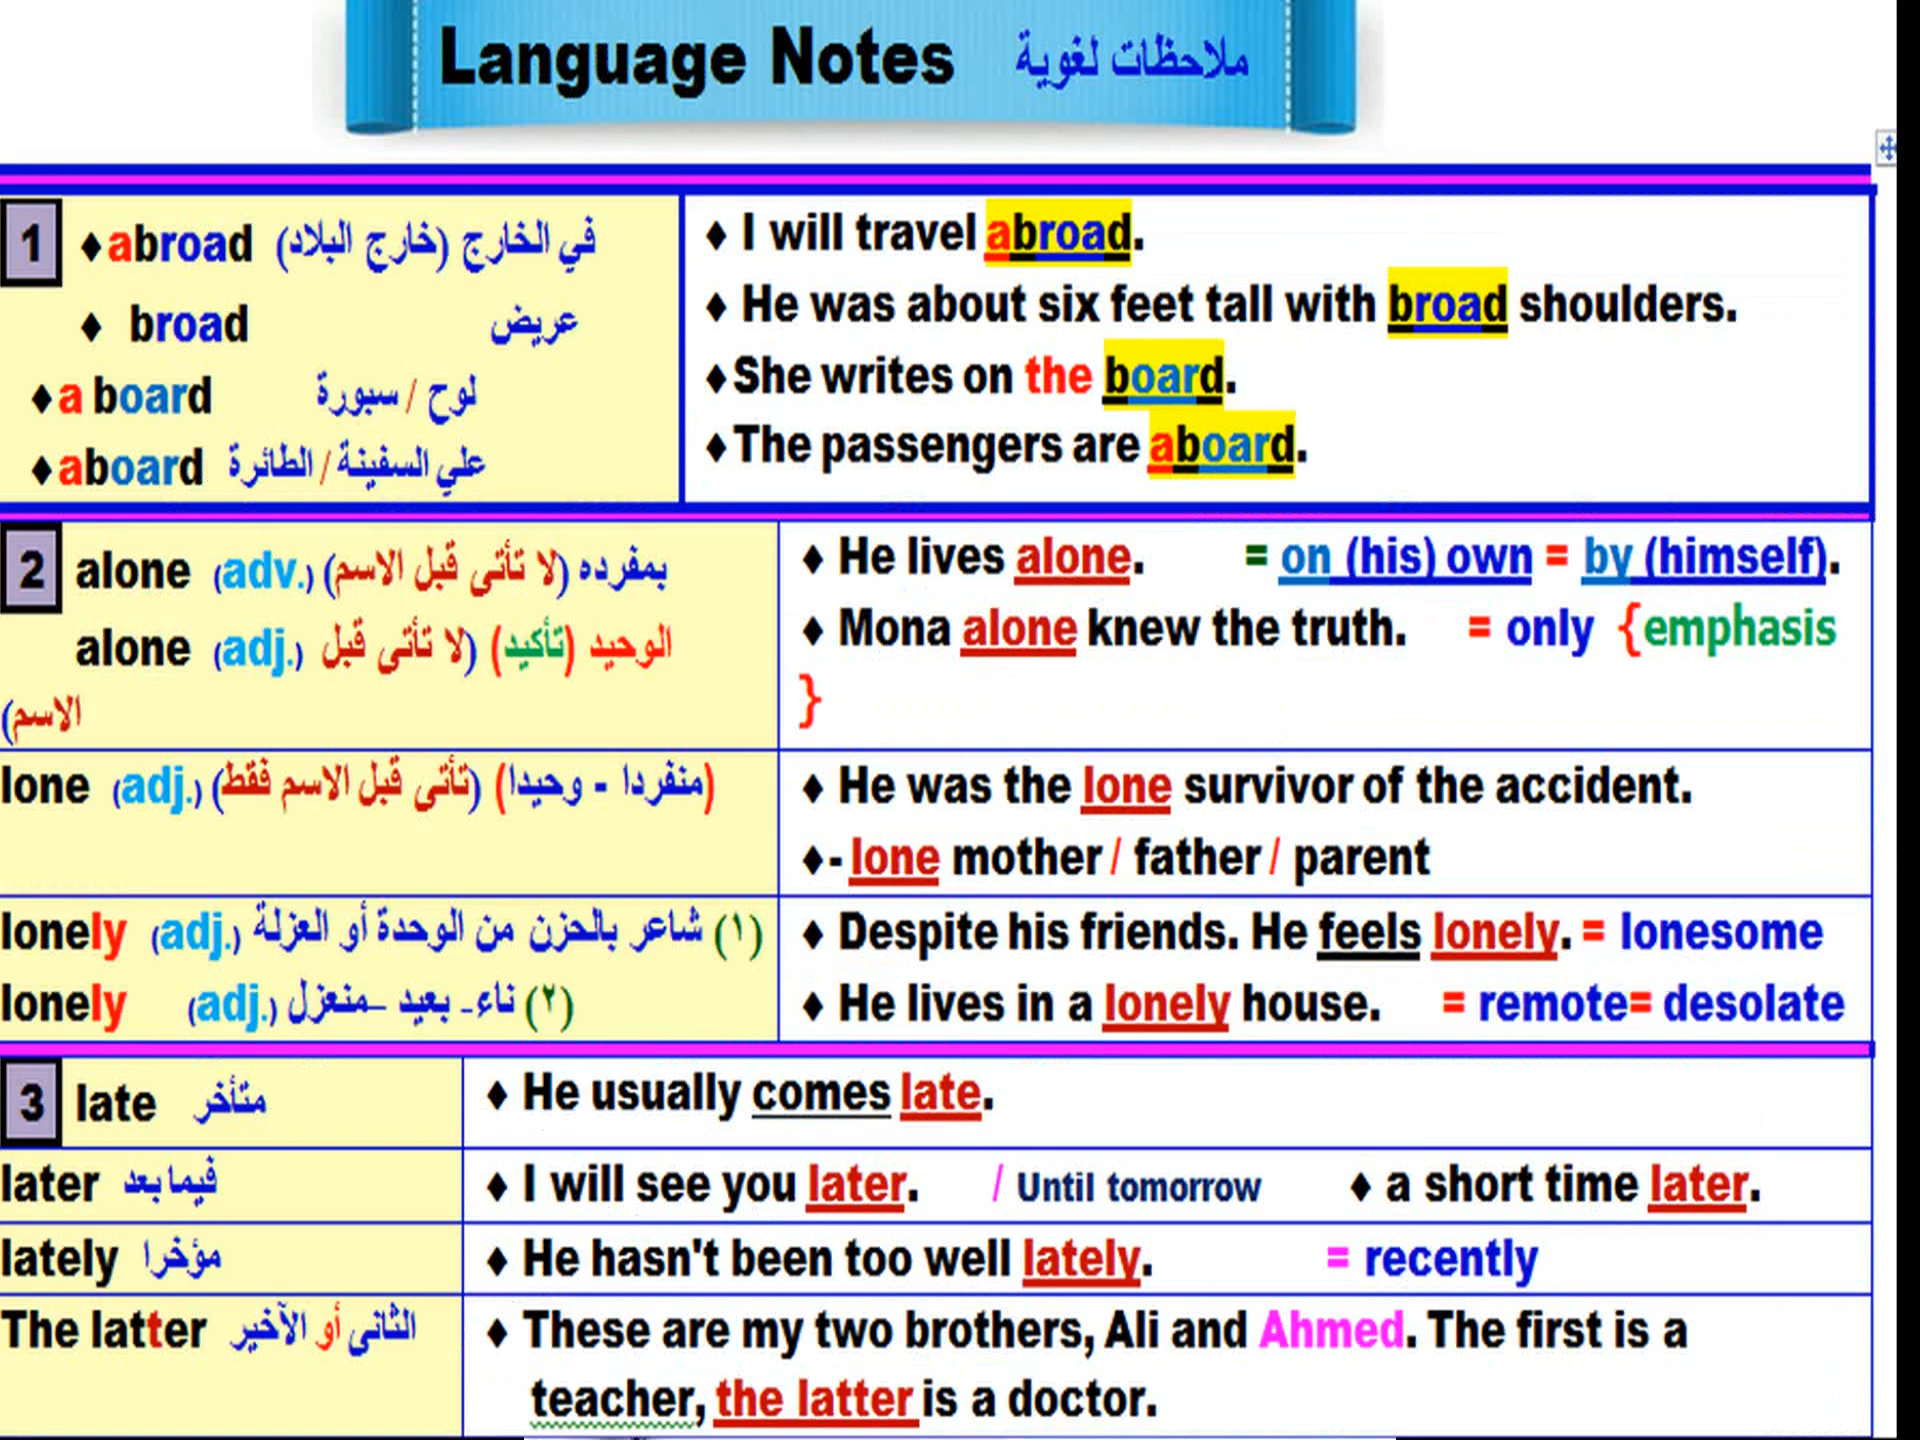 Language Notes ملاحظات لغوية
1 ♦abroad في الخارج (خارج البلاد)
♦ broad عريض
♦a board لوح / سبورة
♦aboard علي السفينة / الطائرة
♦ I will travel abroad.
♦ He was about six feet tall with broad shoulders.
♦She writes on the board.
♦The passengers are aboard.
2 alone (adv.) بمفرده (لا تأتى قبل الاسم)
alone (adj.) الوحيد (تأكيد) (لا تأتى قبل
الاسم)
♦ He lives alone. = on (his) own = by (himself).
♦ Mona alone knew the truth. = only {emphasis
}
lone (adj.) (منفردا - وحيدا) (تأتى قبل الاسم فقط)
♦ He was the lone survivor of the accident.
♦- lone mother / father / parent
lonely (adj.) (١) شاعر بالحزن من الوحدة أو العزلة
lonely (adj.) (٢) ناء- بعيد –منعزل
♦ Despite his friends. He feels lonely. = lonesome
♦ He lives in a lonely house. = remote= desolate
3 late متأخر
♦ He usually comes late.
later فيما بعد
♦ I will see you later. / Until tomorrow ♦ a short time later.
lately مؤخرا
♦ He hasn't been too well lately. = recently
The latter الثانى أو الآخير
♦ These are my two brothers, Ali and Ahmed. The first is a
teacher, the latter is a doctor.